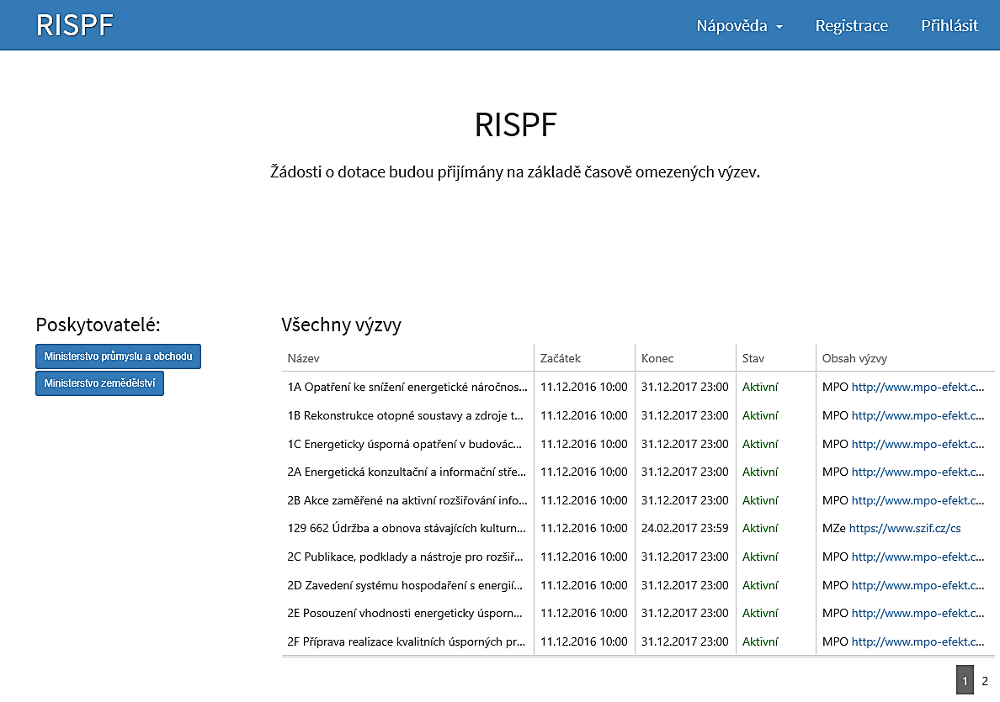 RISPF
Nápověda
Registrace
Přihlásit
RISPF
Žádosti o dotace budou přijímány na základě časově omezených výzev.
Poskytovatelé:
Ministerstvo průmyslu a obchodu
Ministerstvo zemědělství
Všechny výzvy
Název Začátek Konec Stav Obsah výzvy
1A Opatření ke snížení energetické náročnos... 11.12.2016 10:00 31.12.2017 23:00 Aktivní MPO http://www.mpo-efekt.c...
1B Rekonstrukce otopné soustavy a zdroje t... 11.12.2016 10:00 31.12.2017 23:00 Aktivní MPO http://www.mpo-efekt.c...
1C Energeticky úsporná opatření v budovác... 11.12.2016 10:00 31.12.2017 23:00 Aktivní MPO http://www.mpo-efekt.c...
2A Energetická konzultační a informační stře... 11.12.2016 10:00 31.12.2017 23:00 Aktivní MPO http://www.mpo-efekt.c...
2B Akce zaměřené na aktivní rozšiřování info... 11.12.2016 10:00 31.12.2017 23:00 Aktivní MPO http://www.mpo-efekt.c...
129 662 Údržba a obnova stávajících kulturn... 11.12.2016 10:00 24.02.2017 23:59 Aktivní MZe https://www.szif.cz/cs
2C Publikace, podklady a nástroje pro rozšiř... 11.12.2016 10:00 31.12.2017 23:00 Aktivní MPO http://www.mpo-efekt.c...
2D Zavedení systému hospodaření s energií... 11.12.2016 10:00 31.12.2017 23:00 Aktivní MPO http://www.mpo-efekt.c...
2E Posouzení vhodnosti energeticky úsporn... 11.12.2016 10:00 31.12.2017 23:00 Aktivní MPO http://www.mpo-efekt.c...
2F Příprava realizace kvalitních úsporných pr... 11.12.2016 10:00 31.12.2017 23:00 Aktivní MPO http://www.mpo-efekt.c...
1 2